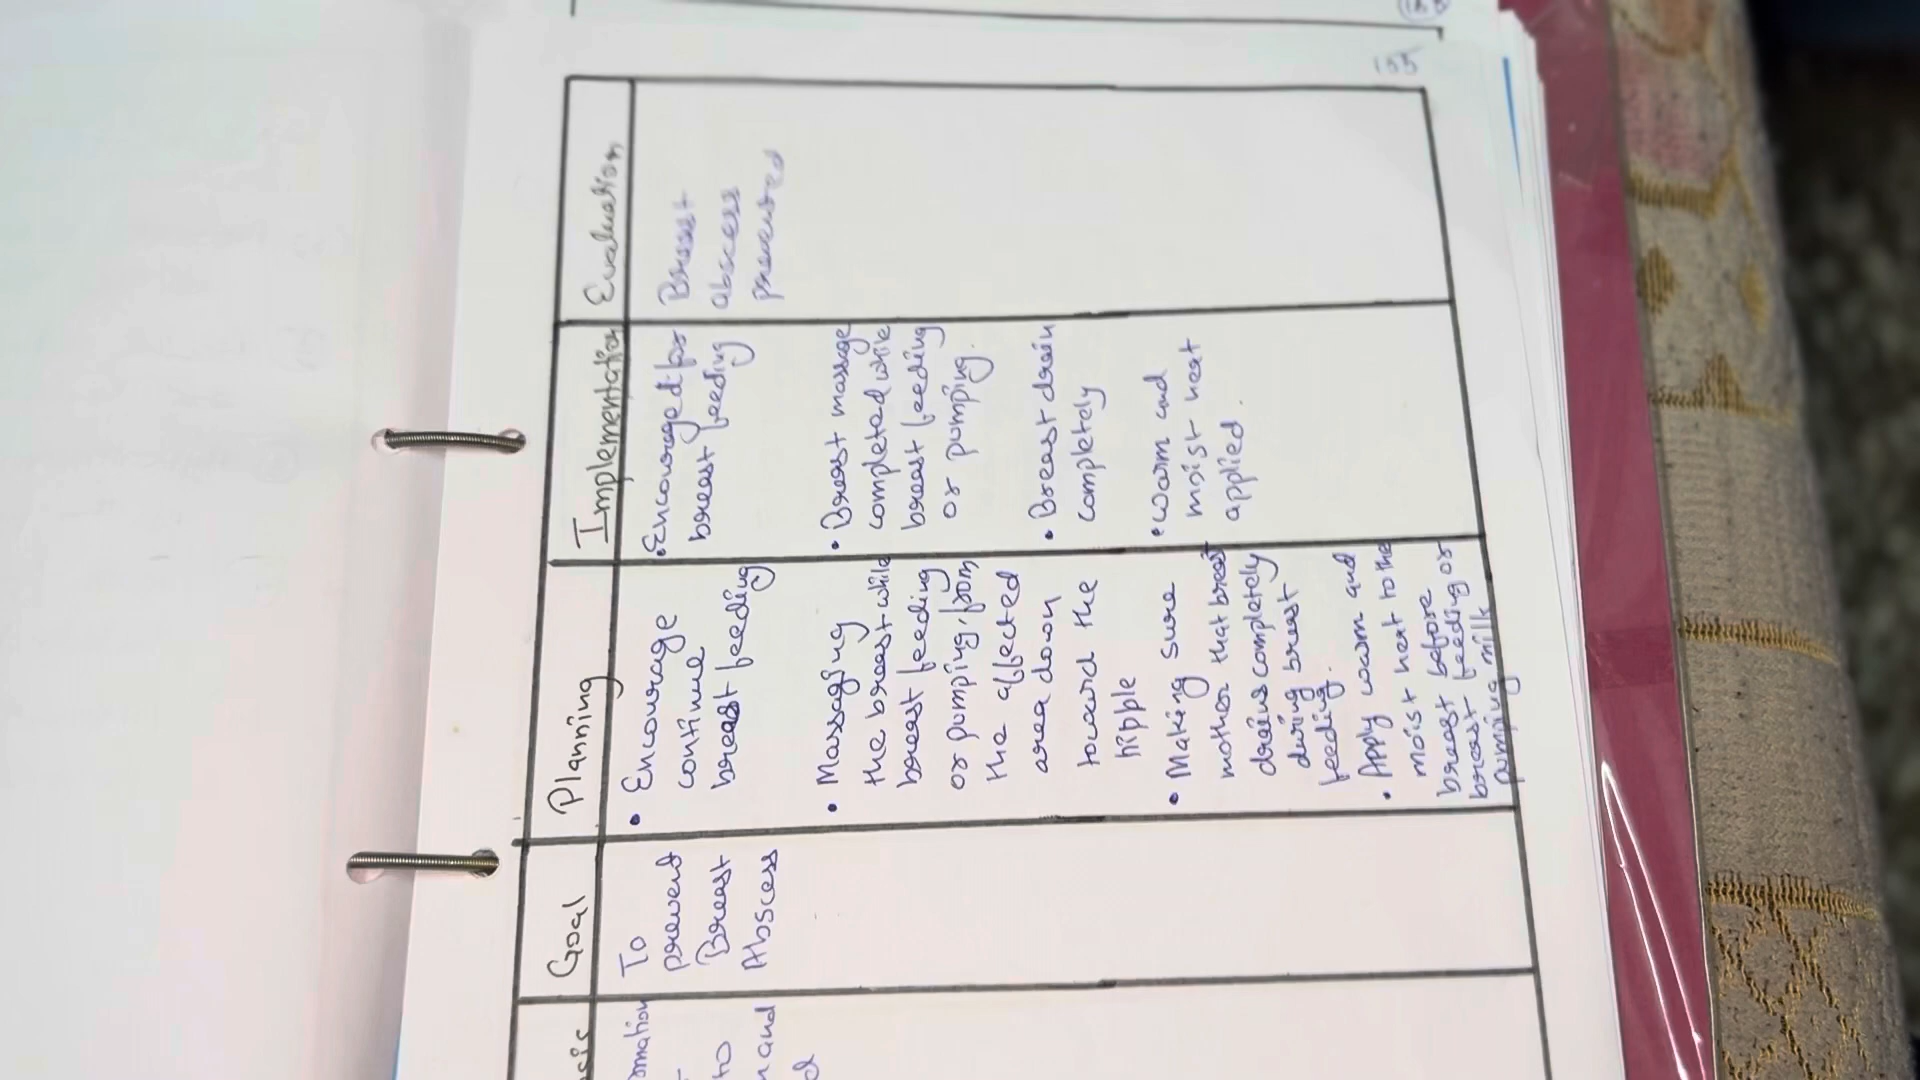 155
Goal
To
prevent
Breast
Abscess
Planning
• Encourage
continue
breast feeding
• Massaging
the breast while
breast feeding
or pumping, from
the affected
area down
toward the
nipple
• Making sure
mother that breast
drains completely
during breast
feeding.
• Apply warm and
moist heat to the
breast before
breast feeding or
pumping milk
Implementation
• Encouraged for
breast feeding
• Breast massage
completed while
breast feeding
or pumping.
• Breast drain
completely
• warm and
moist heat
applied.
Evaluation
Breast
abscess
prevented